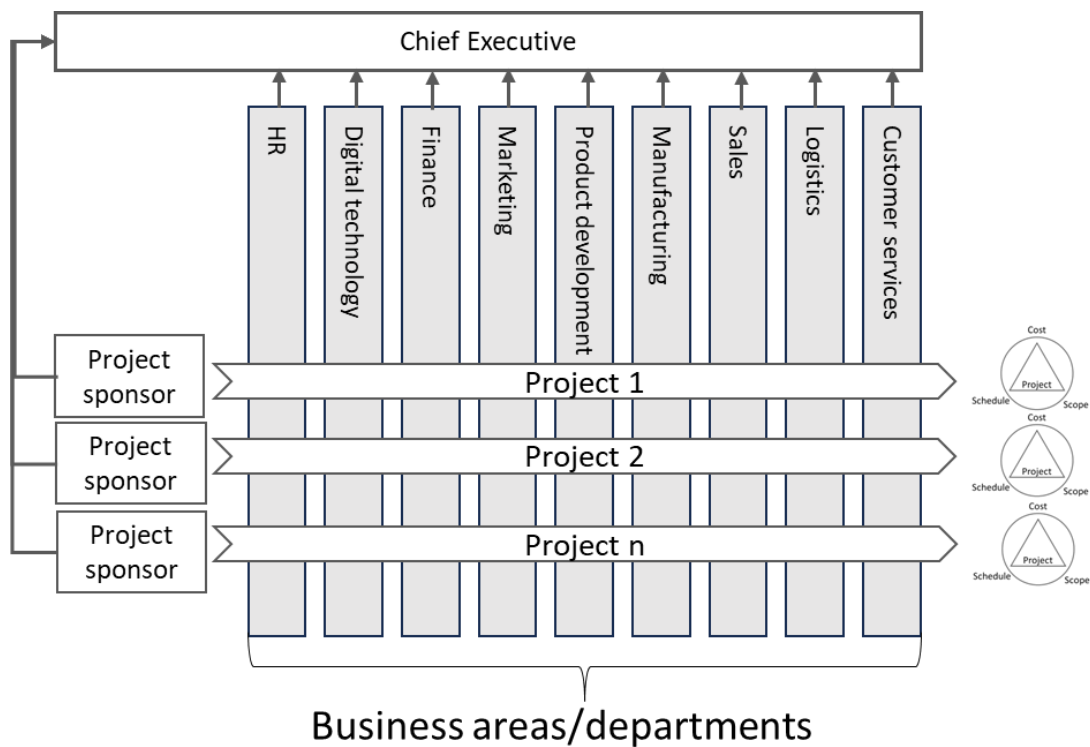 Chief Executive
HR
Digital technology
Finance
Marketing
Product development
Manufacturing
Sales
Logistics
Customer services
Project
sponsor
Project 1
Cost
Project
Schedule
Scope
Project
sponsor
Project 2
Cost
Project
Schedule
Scope
Project
sponsor
Project n
Cost
Project
Schedule
Scope
Business areas/departments